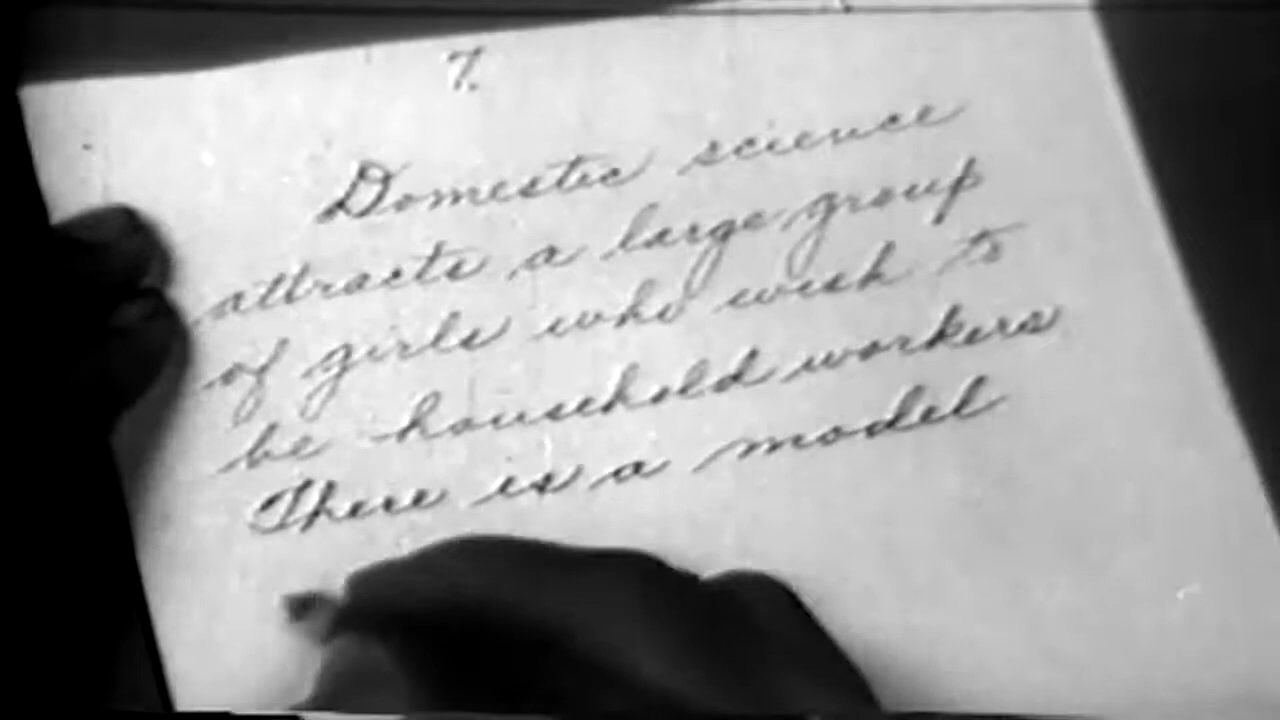 7.
Domestic science
attracts a large group
of girls who wish to
be household workers
There is a model